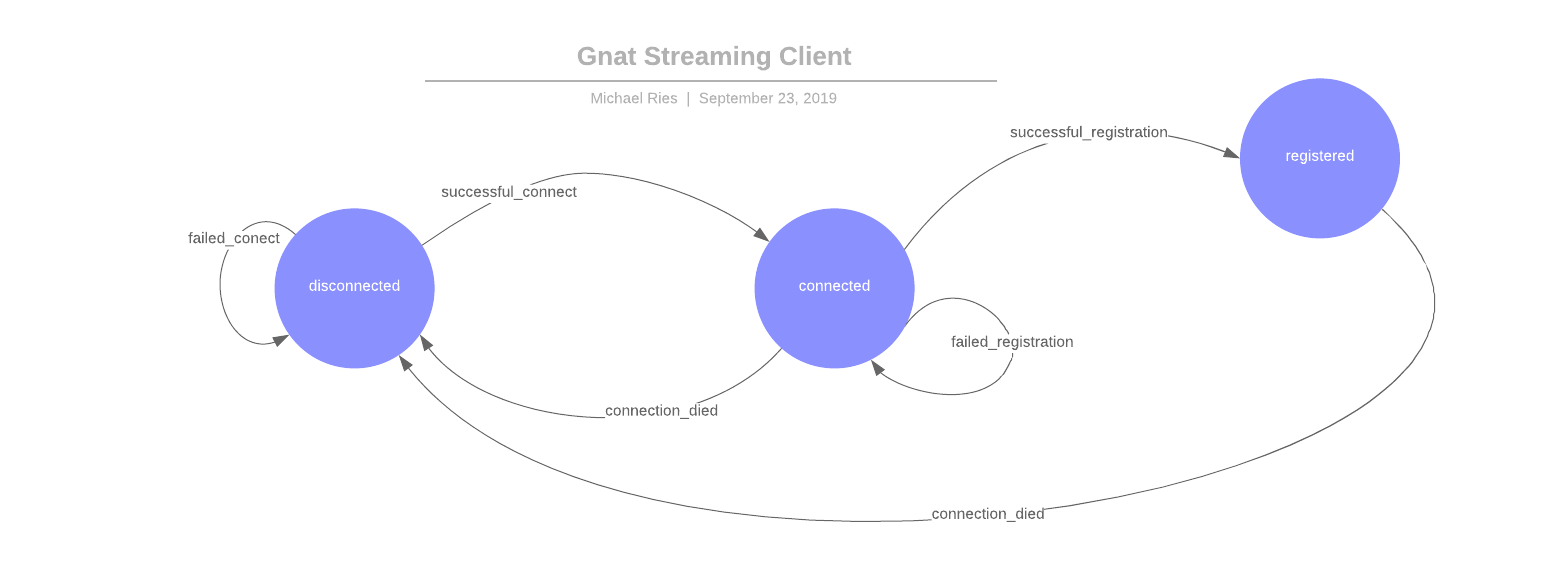 Gnat Streaming Client
Michael Ries | September 23, 2019
successful_registration
registered
successful_connect
failed_conect
disconnected
connected
failed_registration
connection_died
connection_died